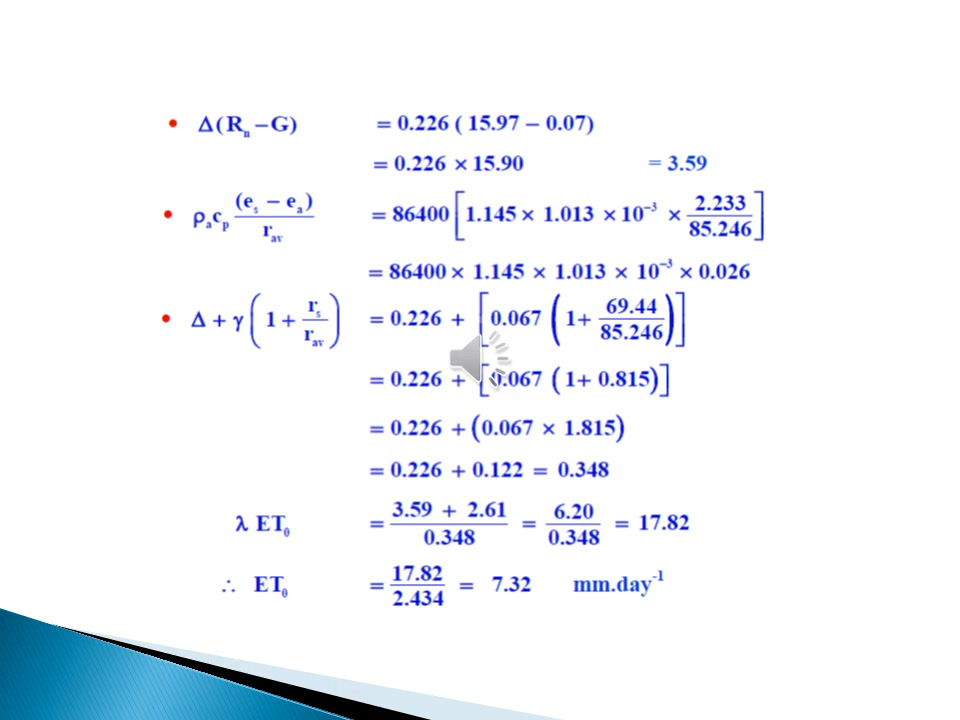 • Δ(Rₙ −G) = 0.226 ( 15.97 − 0.07)
= 0.226 × 15.90 = 3.59
• ρₐcₚ (eₛ − eₐ) / r_av = 86400 [1.145 × 1.013 × 10⁻³ × 2.233 / 85.246]
= 86400 × 1.145 × 1.013 × 10⁻³ × 0.026
• Δ + γ (1 + rₛ / r_av) = 0.226 + [0.067 (1+ 69.44 / 85.246)]
= 0.226 + [0.067 (1+ 0.815)]
= 0.226 + (0.067 × 1.815)
= 0.226 + 0.122 = 0.348
λ ET₀ = 3.59 + 2.61 / 0.348 = 6.20 / 0.348 = 17.82
∴ ET₀ = 17.82 / 2.434 = 7.32 mm.day⁻¹